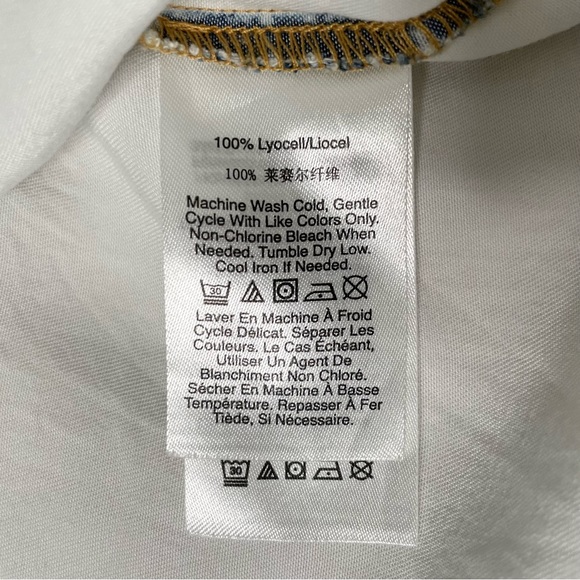 100% Lyocell/Liocel
100% 莱赛尔纤维
Machine Wash Cold, Gentle
Cycle With Like Colors Only.
Non-Chlorine Bleach When
Needed. Tumble Dry Low.
Cool Iron If Needed.
30
Laver En Machine À Froid
Cycle Délicat. Séparer Les
Couleurs. Le Cas Échéant,
Utiliser Un Agent De
Blanchiment Non Chloré.
Sécher En Machine À Basse
Température. Repasser À Fer
Tiède, Si Nécessaire.
30